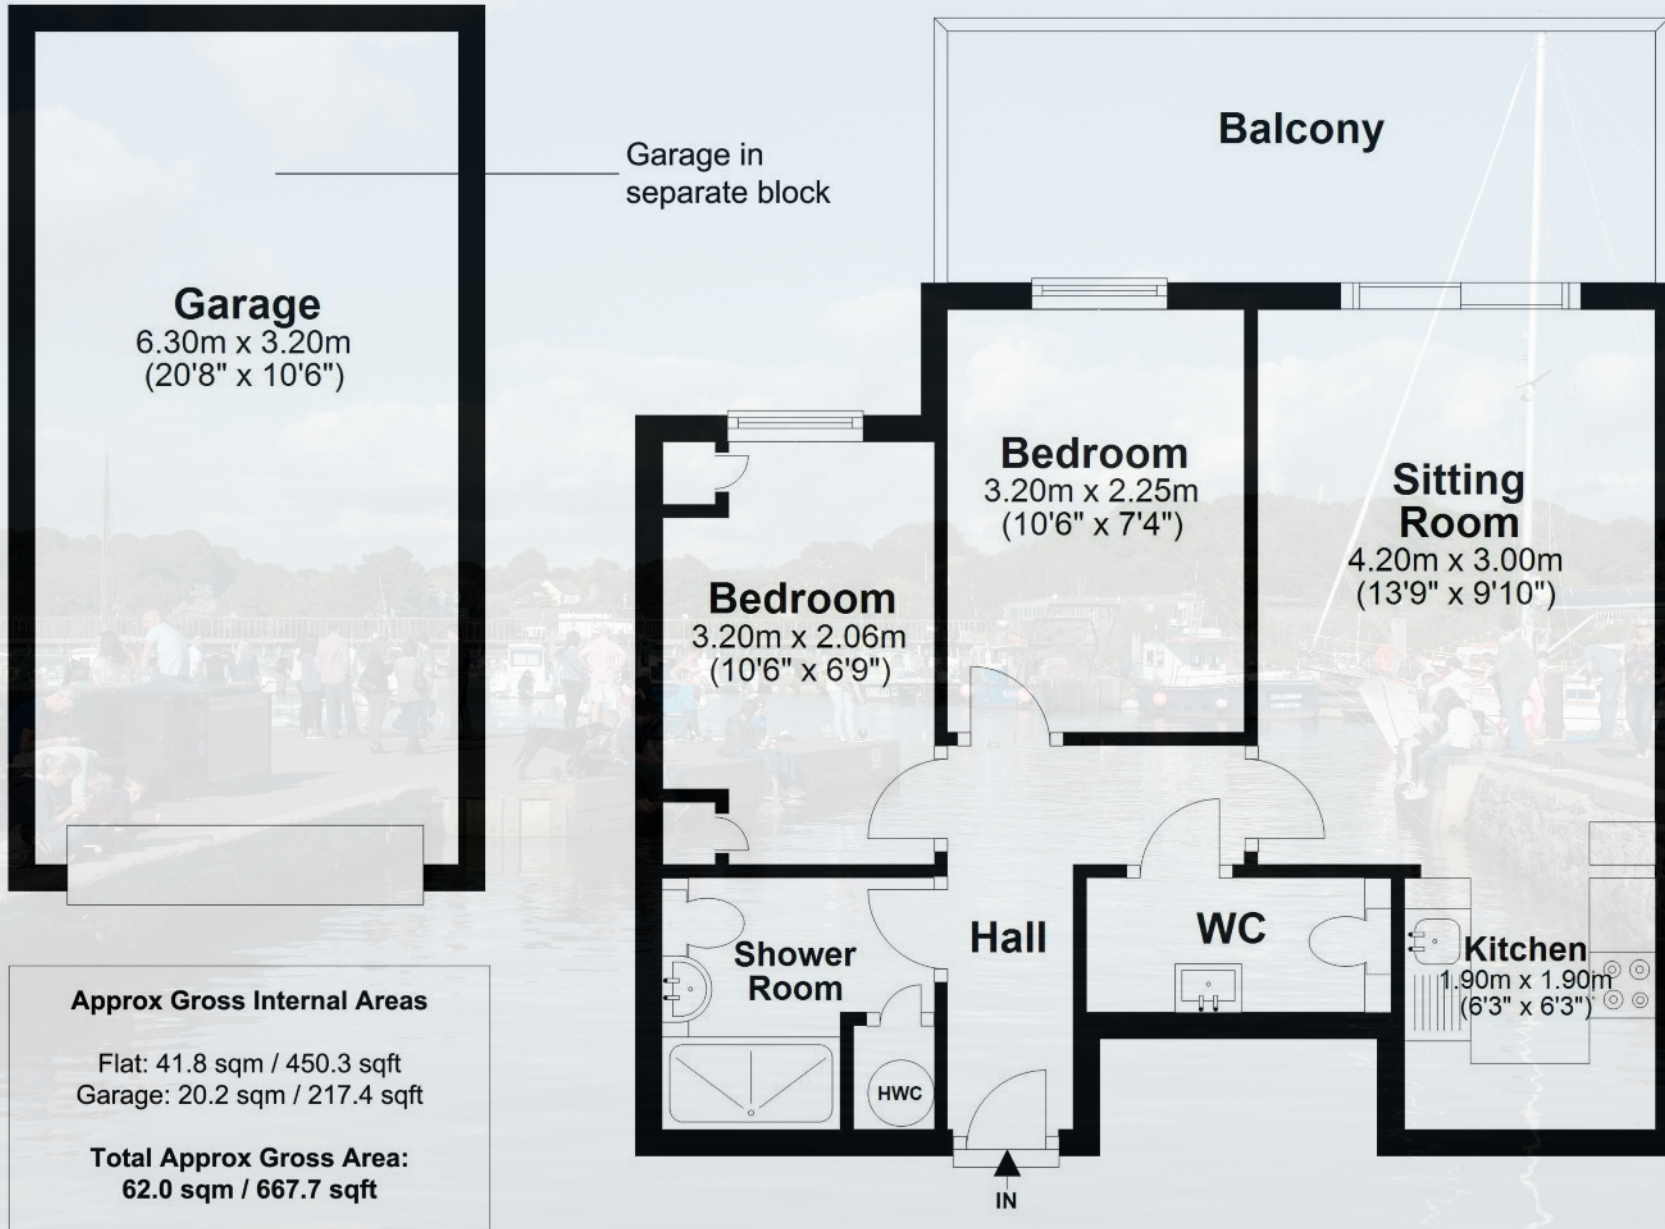 Garage in
separate block
Balcony
Garage
6.30m x 3.20m
(20'8" x 10'6")
Bedroom
3.20m x 2.25m
(10'6" x 7'4")
Sitting
Room
4.20m x 3.00m
(13'9" x 9'10")
Bedroom
3.20m x 2.06m
(10'6" x 6'9")
Shower
Room
Hall
WC
Kitchen
1.90m x 1.90m
(6'3" x 6'3")
HWC
IN
Approx Gross Internal Areas
Flat: 41.8 sqm / 450.3 sqft
Garage: 20.2 sqm / 217.4 sqft
Total Approx Gross Area:
62.0 sqm / 667.7 sqft